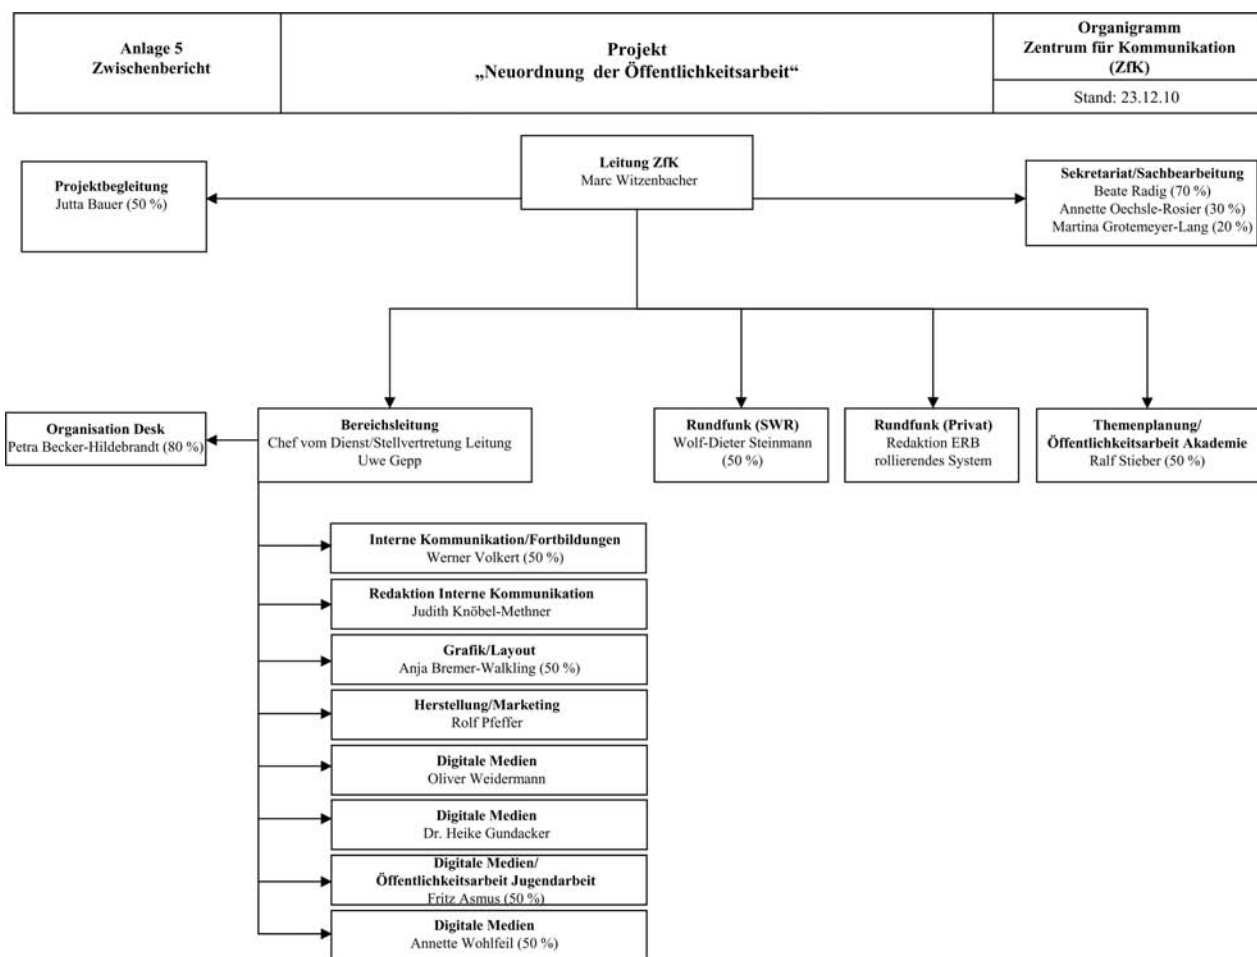 Anlage 5
Zwischenbericht
Projekt
„Neuordnung der Öffentlichkeitsarbeit“
Organigramm
Zentrum für Kommunikation
(ZfK)
Stand: 23.12.10
Leitung ZfK
Marc Witzenbacher
Projektbegleitung
Jutta Bauer (50 %)
Sekretariat/Sachbearbeitung
Beate Radig (70 %)
Annette Oechsle-Rosier (30 %)
Martina Grotemeyer-Lang (20 %)
Organisation Desk
Petra Becker-Hildebrandt (80 %)
Bereichsleitung
Chef vom Dienst/Stellvertretung Leitung
Uwe Gepp
Rundfunk (SWR)
Wolf-Dieter Steinmann
(50 %)
Rundfunk (Privat)
Redaktion ERB
rollierendes System
Themenplanung/
Öffentlichkeitsarbeit Akademie
Ralf Stieber (50 %)
Interne Kommunikation/Fortbildungen
Werner Volkert (50 %)
Redaktion Interne Kommunikation
Judith Knöbel-Methner
Grafik/Layout
Anja Bremer-Walkling (50 %)
Herstellung/Marketing
Rolf Pfeffer
Digitale Medien
Oliver Weidermann
Digitale Medien
Dr. Heike Gundacker
Digitale Medien/
Öffentlichkeitsarbeit Jugendarbeit
Fritz Asmus (50 %)
Digitale Medien
Annette Wohlfeil (50 %)